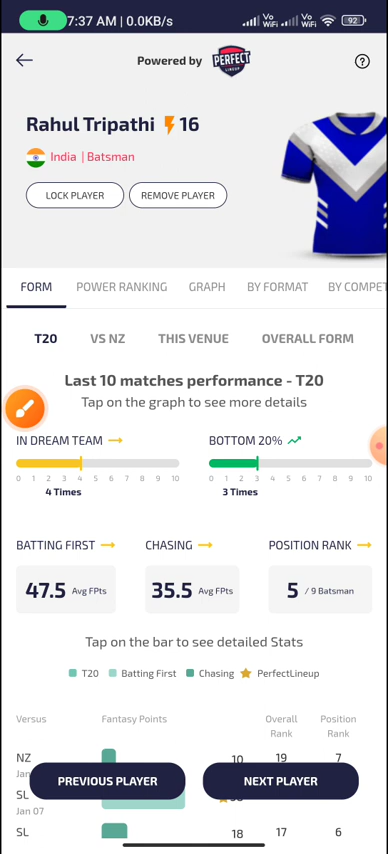 7:37 AM | 0.0KB/s
Vo WiFi Vo WiFi 92
Powered by PERFECT LINEUP
Rahul Tripathi 16
India | Batsman
LOCK PLAYER REMOVE PLAYER
FORM POWER RANKING GRAPH BY FORMAT BY COMPET
T20 VS NZ THIS VENUE OVERALL FORM
Last 10 matches performance - T20
Tap on the graph to see more details
IN DREAM TEAM BOTTOM 20%
0 1 2 3 4 5 6 7 8 9 10 0 1 2 3 4 5 6 7 8 9 10
4 Times 3 Times
BATTING FIRST CHASING POSITION RANK
47.5 Avg FPts 35.5 Avg FPts 5 / 9 Batsman
Tap on the bar to see detailed Stats
T20 Batting First Chasing PerfectLineup
Versus Fantasy Points Overall Rank Position Rank
NZ 10 19 7
Jan
PREVIOUS PLAYER NEXT PLAYER
SL
Jan 07
SL 18 17 6